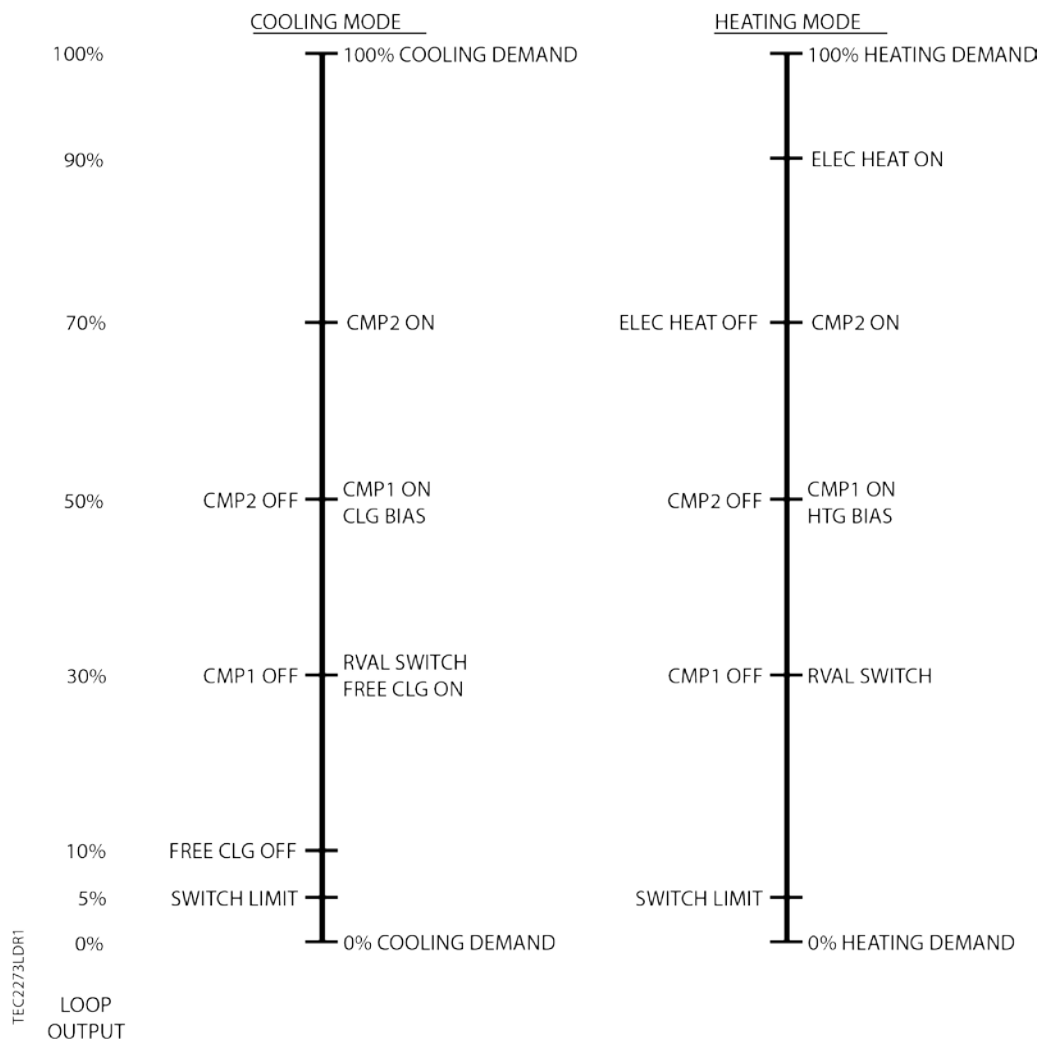 COOLING MODE
HEATING MODE
100%
100% COOLING DEMAND
100% HEATING DEMAND
90%
ELEC HEAT ON
70%
CMP2 ON
ELEC HEAT OFF
CMP2 ON
50%
CMP2 OFF
CMP1 ON
CLG BIAS
CMP2 OFF
CMP1 ON
HTG BIAS
30%
CMP1 OFF
RVAL SWITCH
FREE CLG ON
CMP1 OFF
RVAL SWITCH
10%
FREE CLG OFF
5%
SWITCH LIMIT
SWITCH LIMIT
0%
0% COOLING DEMAND
0% HEATING DEMAND
LOOP
OUTPUT
TEC2273LDR1